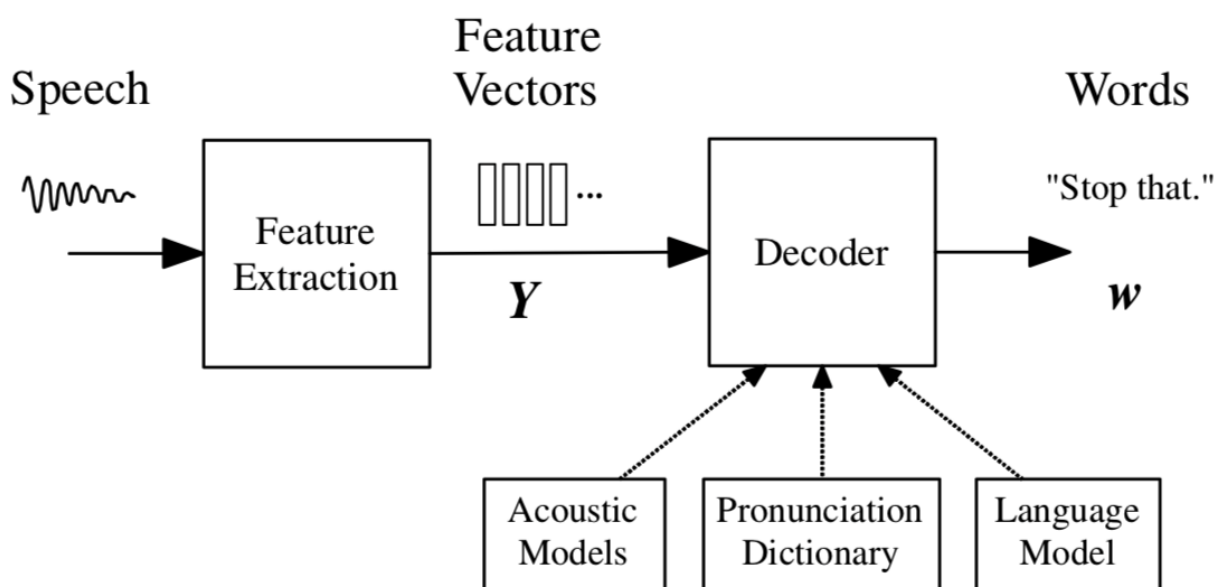 Speech
Feature
Vectors
Words
Feature
Extraction
...
Y
Decoder
"Stop that."
w
Acoustic
Models
Pronunciation
Dictionary
Language
Model